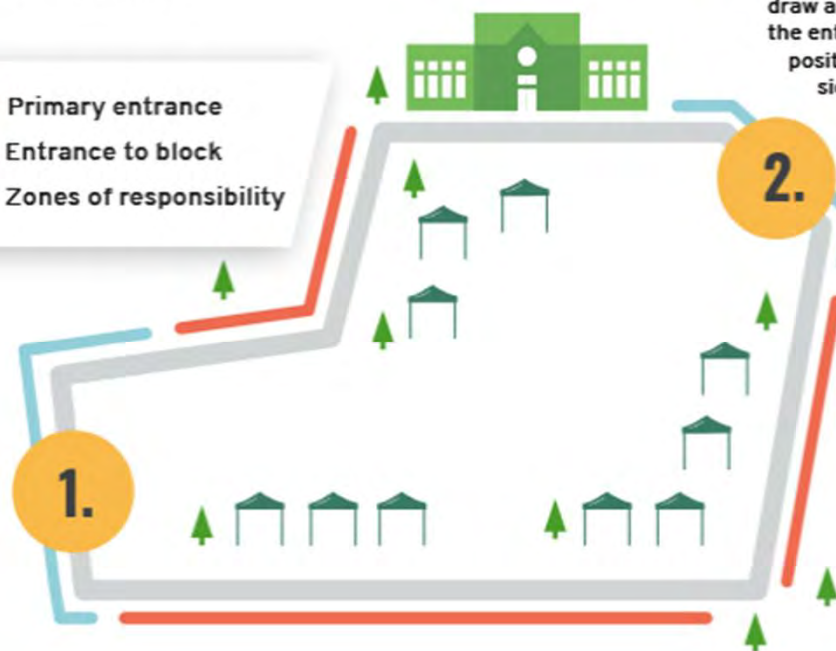 draw a
the ent
posit
si
Primary entrance
Entrance to block
Zones of responsibility
2.
1.